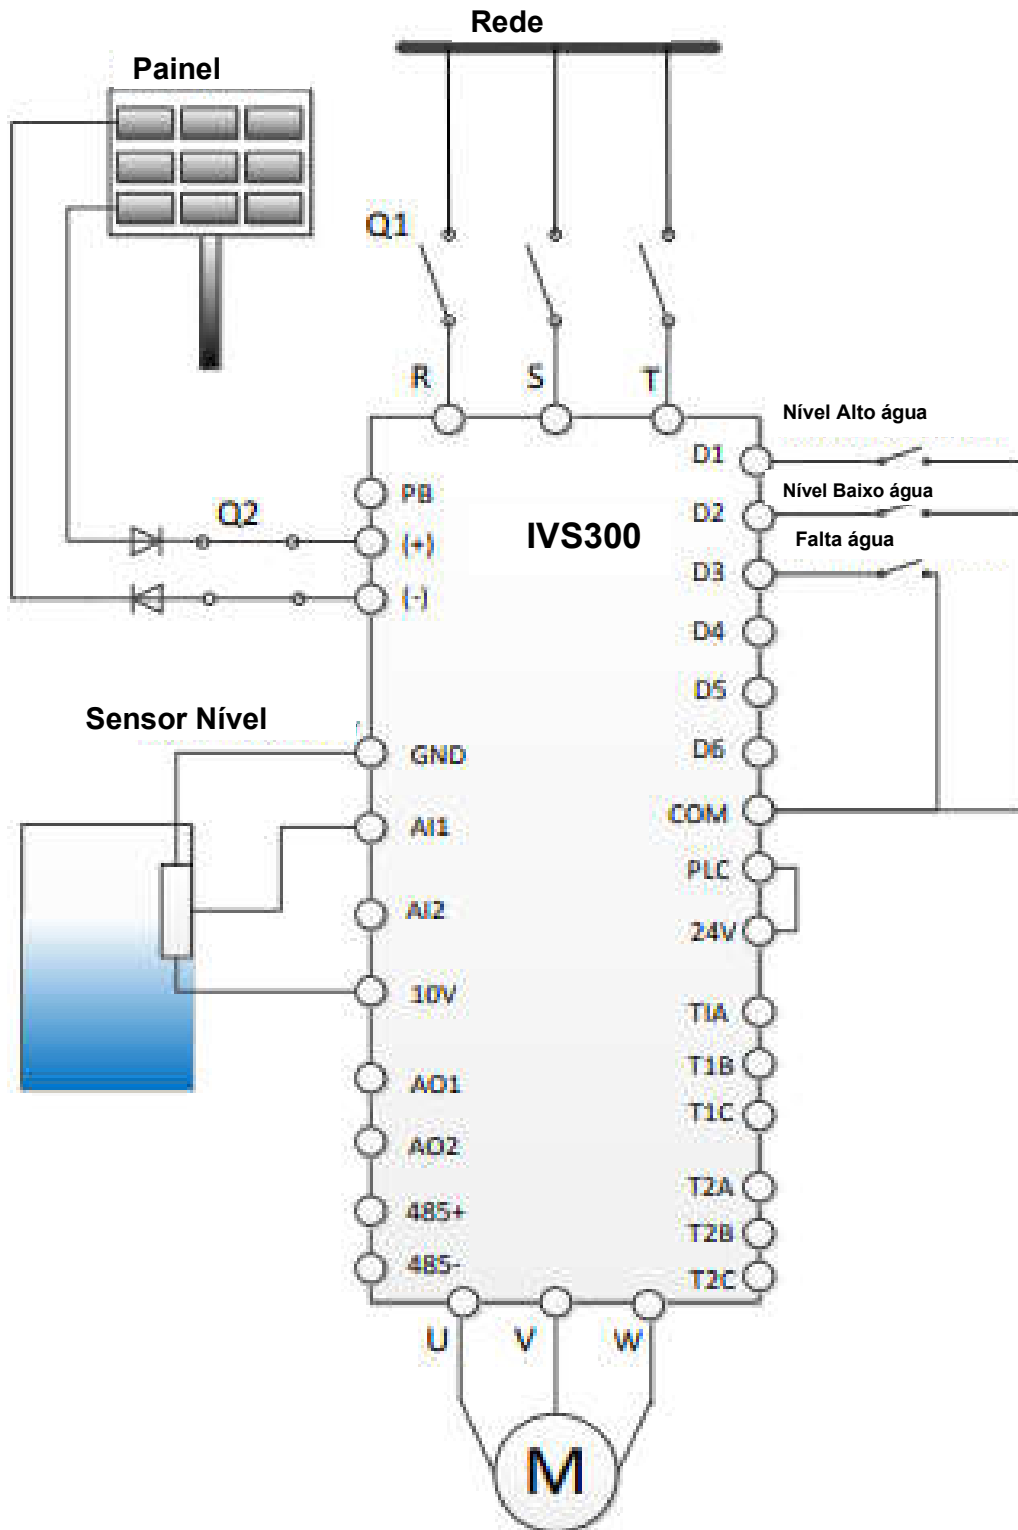 Rede
Painel
Q1
R S T
Nível Alto água
D1
PB
Nível Baixo água
Q2
IVS300
D2
(+)
Falta água
D3
(-)
D4
D5
Sensor Nível
D6
GND
COM
AI1
PLC
AI2
24V
10V
TIA
T1B
AO1
T1C
AO2
T2A
485+
T2B
485-
T2C
U V W
M